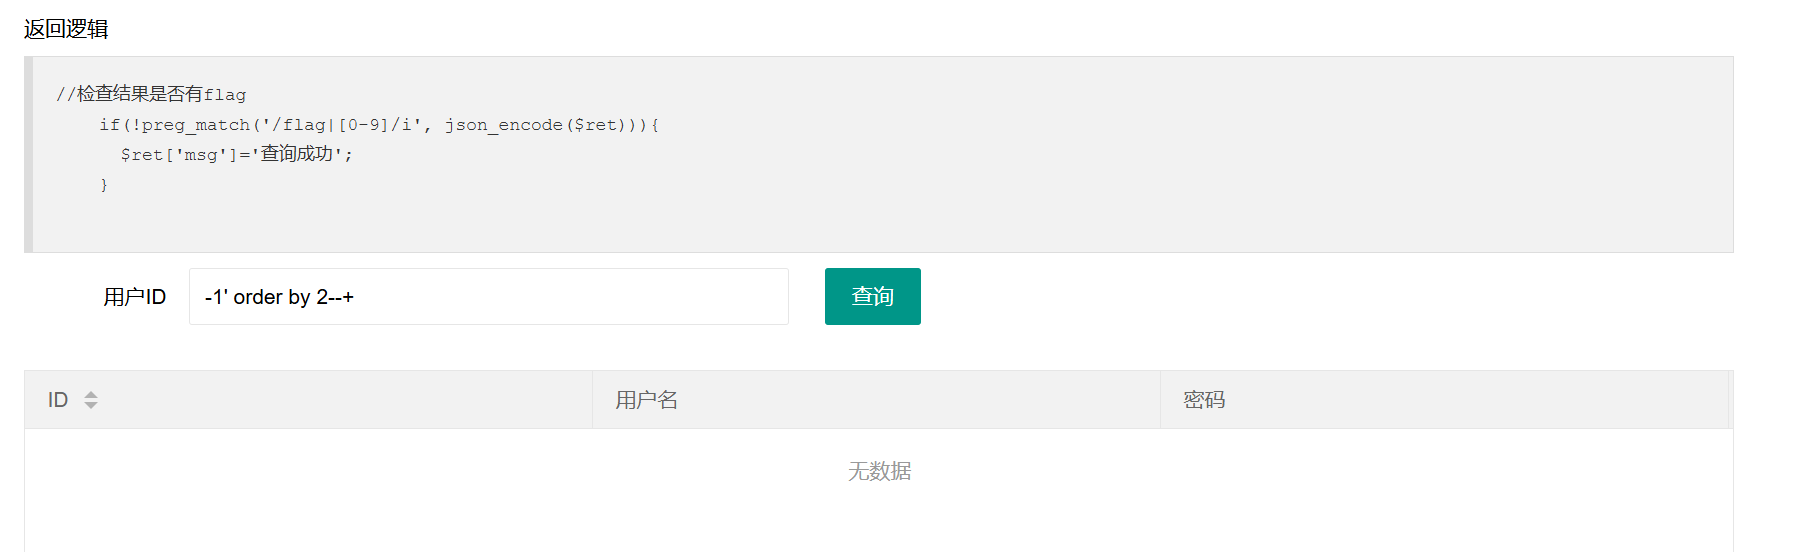 返回逻辑
//检查结果是否有flag
if(!preg_match('/flag|[0-9]/i', json_encode($ret))){
$ret['msg']='查询成功';
}
用户ID -1' order by 2--+ 查询
ID 用户名 密码
无数据